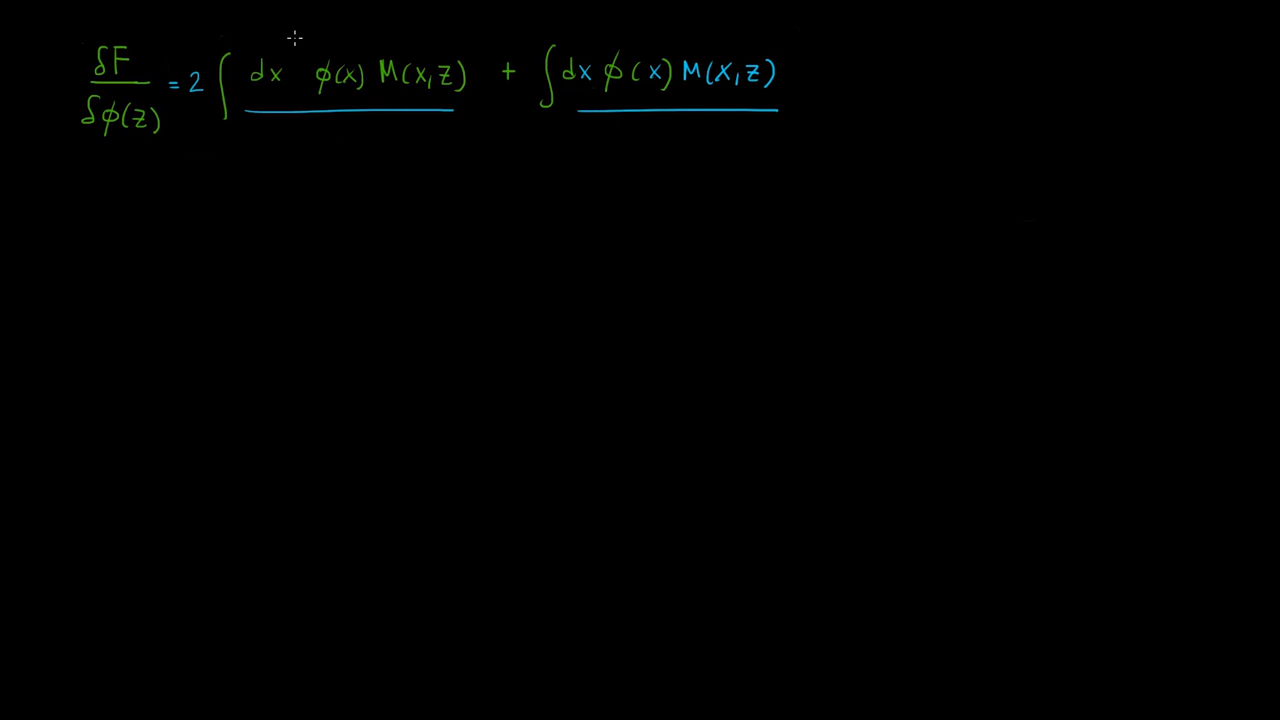 δF/δϕ(z) = 2 ∫ dx ϕ(x) M(x,z) + ∫ dx ϕ(x) M(x,z)